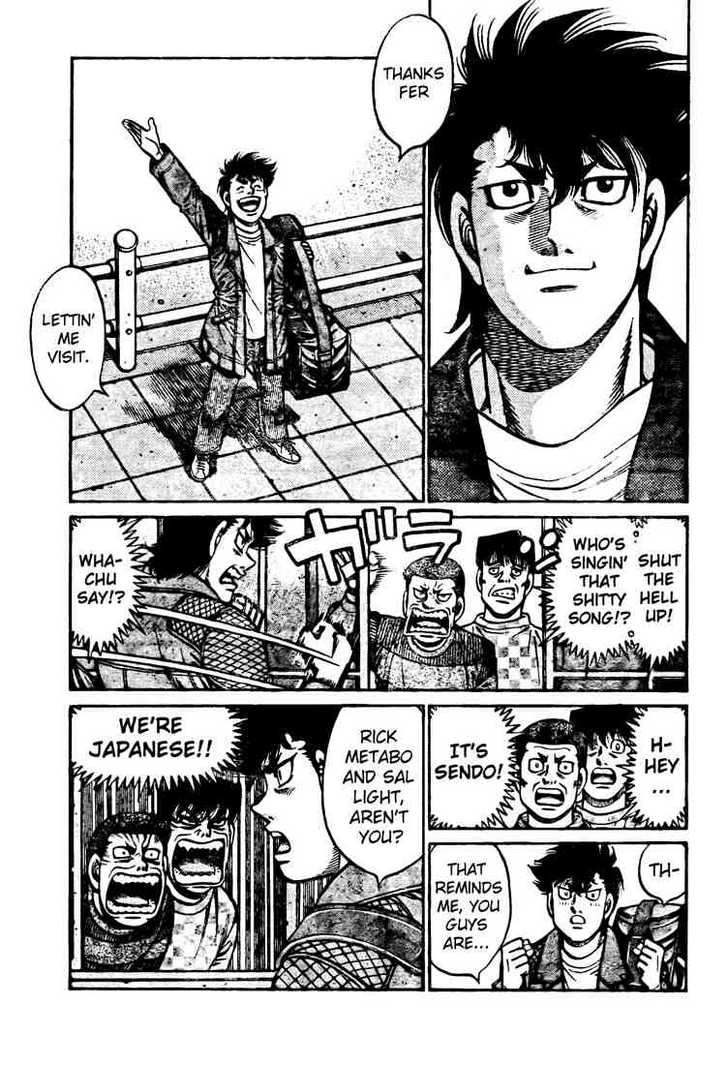 THANKS
FER
LETTIN'
ME
VISIT.
SHUT
THE
HELL
UP!
WHO'S
SINGIN'
THAT
SHITTY
SONG!?
ガラッ
WHA-
CHU
SAY!?
H-
HEY
...
IT'S
SENDO!
TH-
THAT
REMINDS
ME, YOU
GUYS
ARE...
RICK
METABO
AND SAL
LIGHT,
AREN'T
YOU?
WE'RE
JAPANESE!!